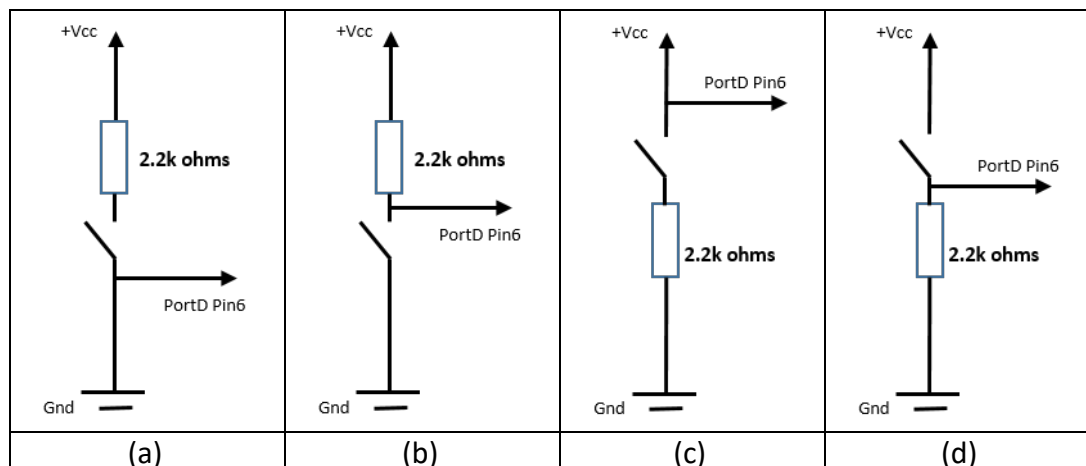 +Vcc
2.2k ohms
PortD Pin6
Gnd
(a)
+Vcc
2.2k ohms
PortD Pin6
Gnd
(b)
+Vcc
PortD Pin6
2.2k ohms
Gnd
(c)
+Vcc
PortD Pin6
2.2k ohms
Gnd
(d)